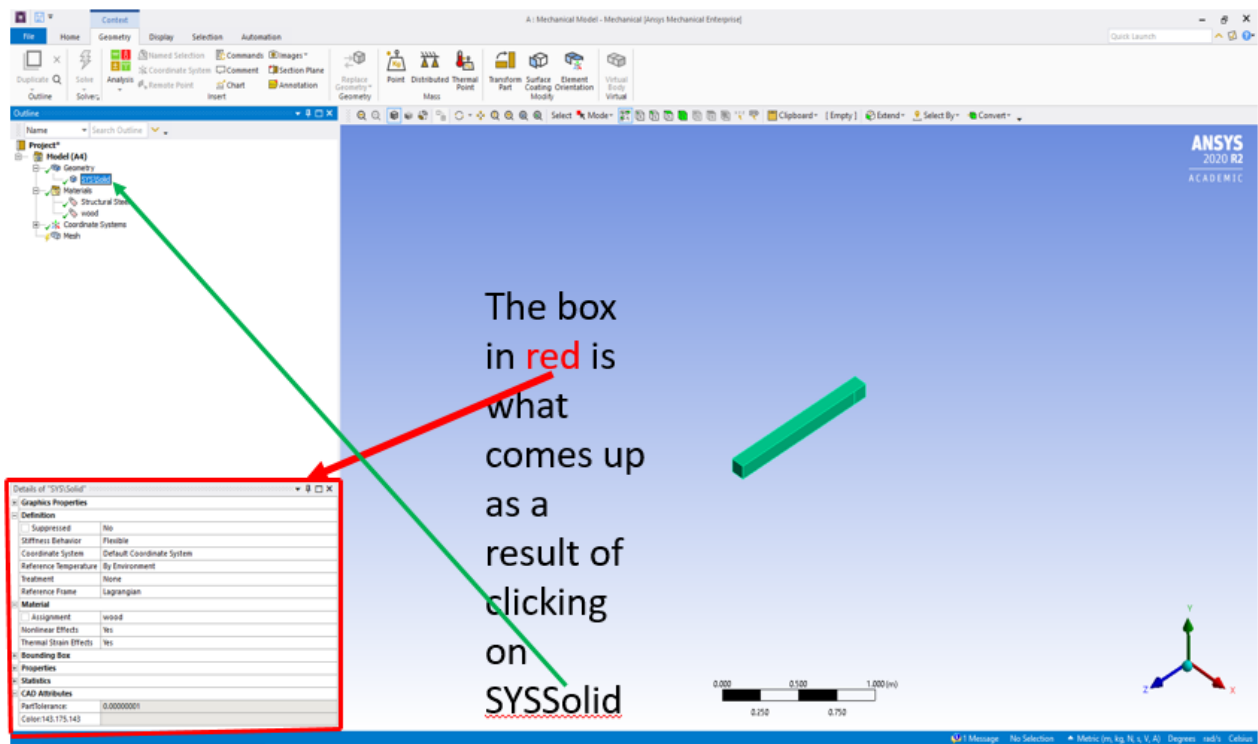 A : Mechanical Model - Mechanical [Ansys Mechanical Enterprise]
Context
File Home Geometry Display Selection Automation
Quick Launch
Duplicate Q Solve Analysis
Named Selection Commands Images
Coordinate System Comment Section Plane
Remote Point Chart Annotation
Replace Geometry
Point Distributed Thermal Point
Transform Part Surface Coating Element Orientation
Virtual Body
Outline Solver Insert Geometry Mass Modify Virtual
Outline
Name Search Outline
Select Mode Clipboard [Empty] Extend Select By Convert
Project*
Model (A4)
Geometry
SYS\Solid
Materials
Structural Steel
wood
Coordinate Systems
Mesh
ANSYS
2020 R2
ACADEMIC
The box
in red is
what
comes up
as a
result of
clicking
on
SYSSolid
Details of "SYS\Solid"
Graphics Properties
Definition
Suppressed No
Stiffness Behavior Flexible
Coordinate System Default Coordinate System
Reference Temperature By Environment
Treatment None
Reference Frame Lagrangian
Material
Assignment wood
Nonlinear Effects Yes
Thermal Strain Effects Yes
Bounding Box
Properties
Statistics
CAD Attributes
PartTolerance: 0.00000001
Color:143.175.143
0.000 0.500 1.000 (m)
0.250 0.750
Y
Z X
1 Message No Selection Metric (m, kg, N, s, V, A) Degrees rad/s Celsius